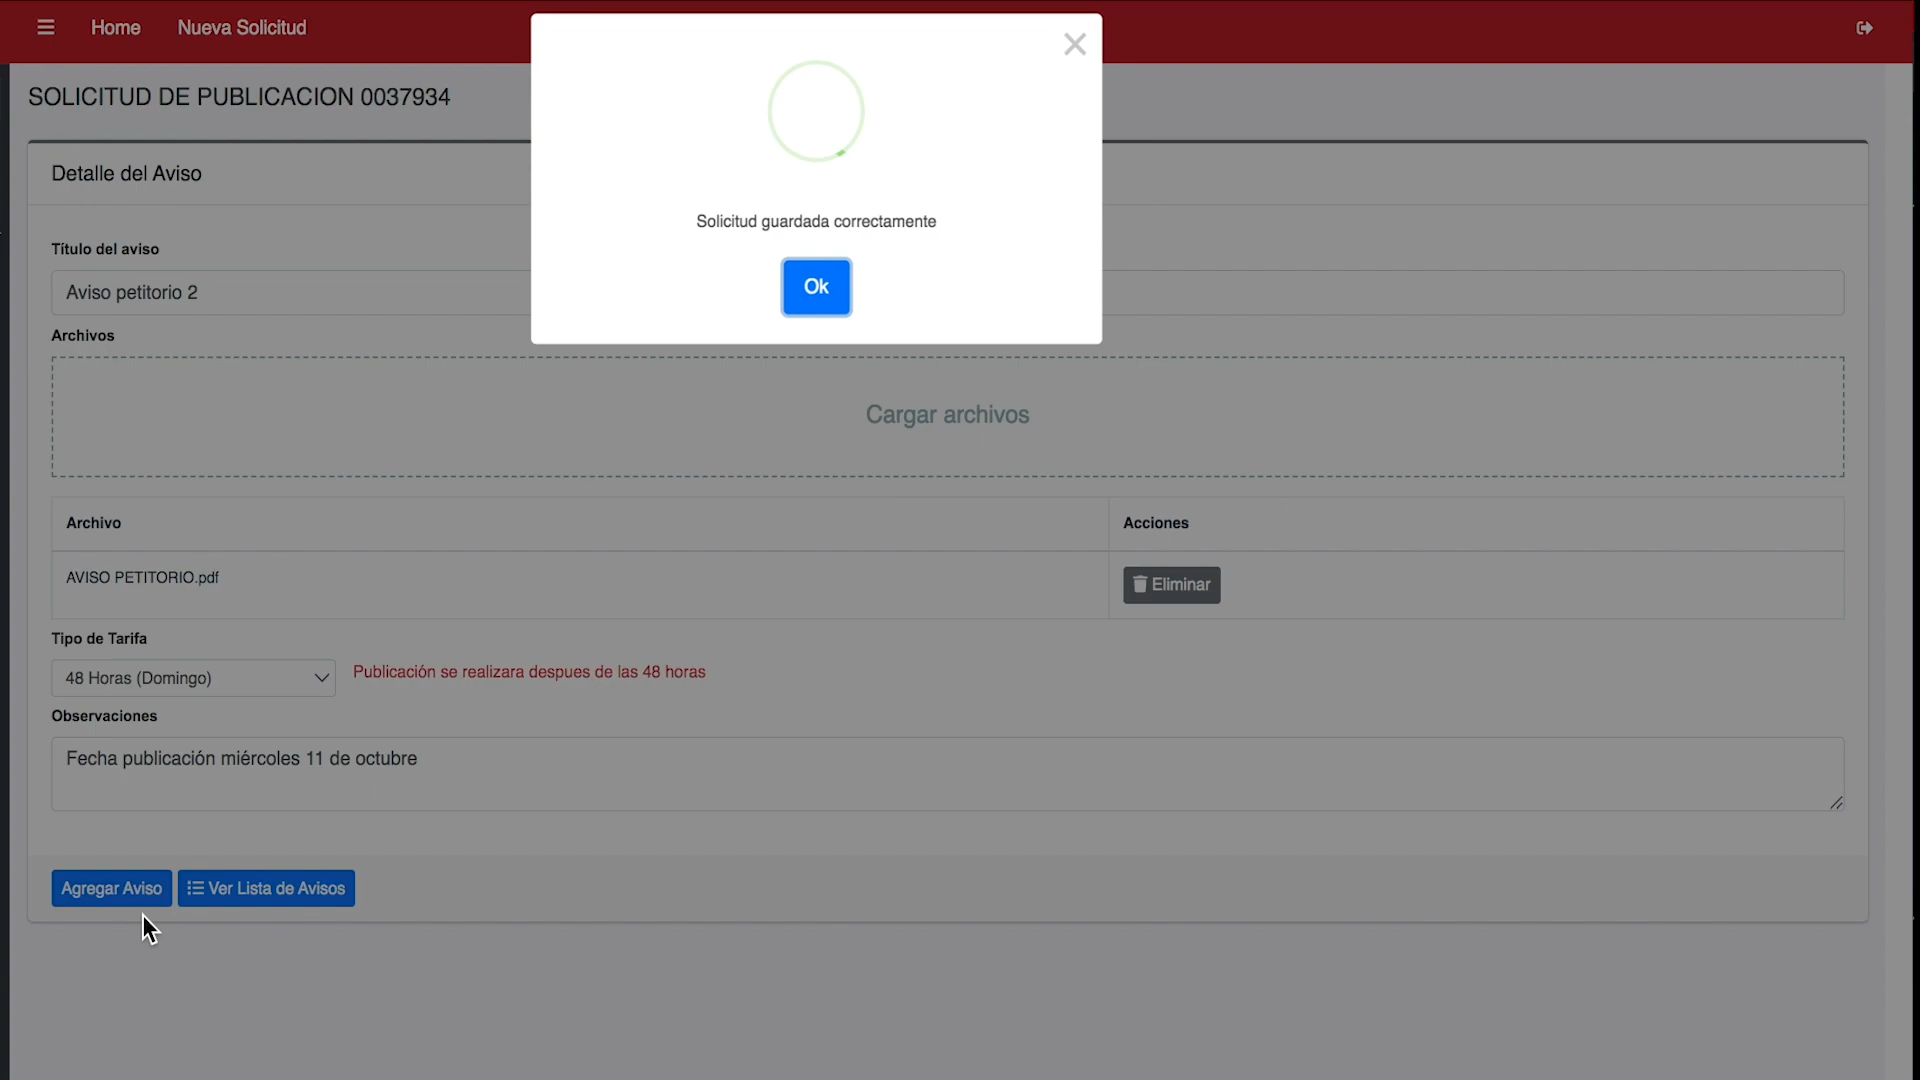 Home
Nueva Solicitud
SOLICITUD DE PUBLICACION 0037934
Solicitud guardada correctamente
Ok
Detalle del Aviso
Título del aviso
Aviso petitorio 2
Archivos
Cargar archivos
Archivo
Acciones
AVISO PETITORIO.pdf
Eliminar
Tipo de Tarifa
48 Horas (Domingo)
Publicación se realizara despues de las 48 horas
Observaciones
Fecha publicación miércoles 11 de octubre
Agregar Aviso
Ver Lista de Avisos